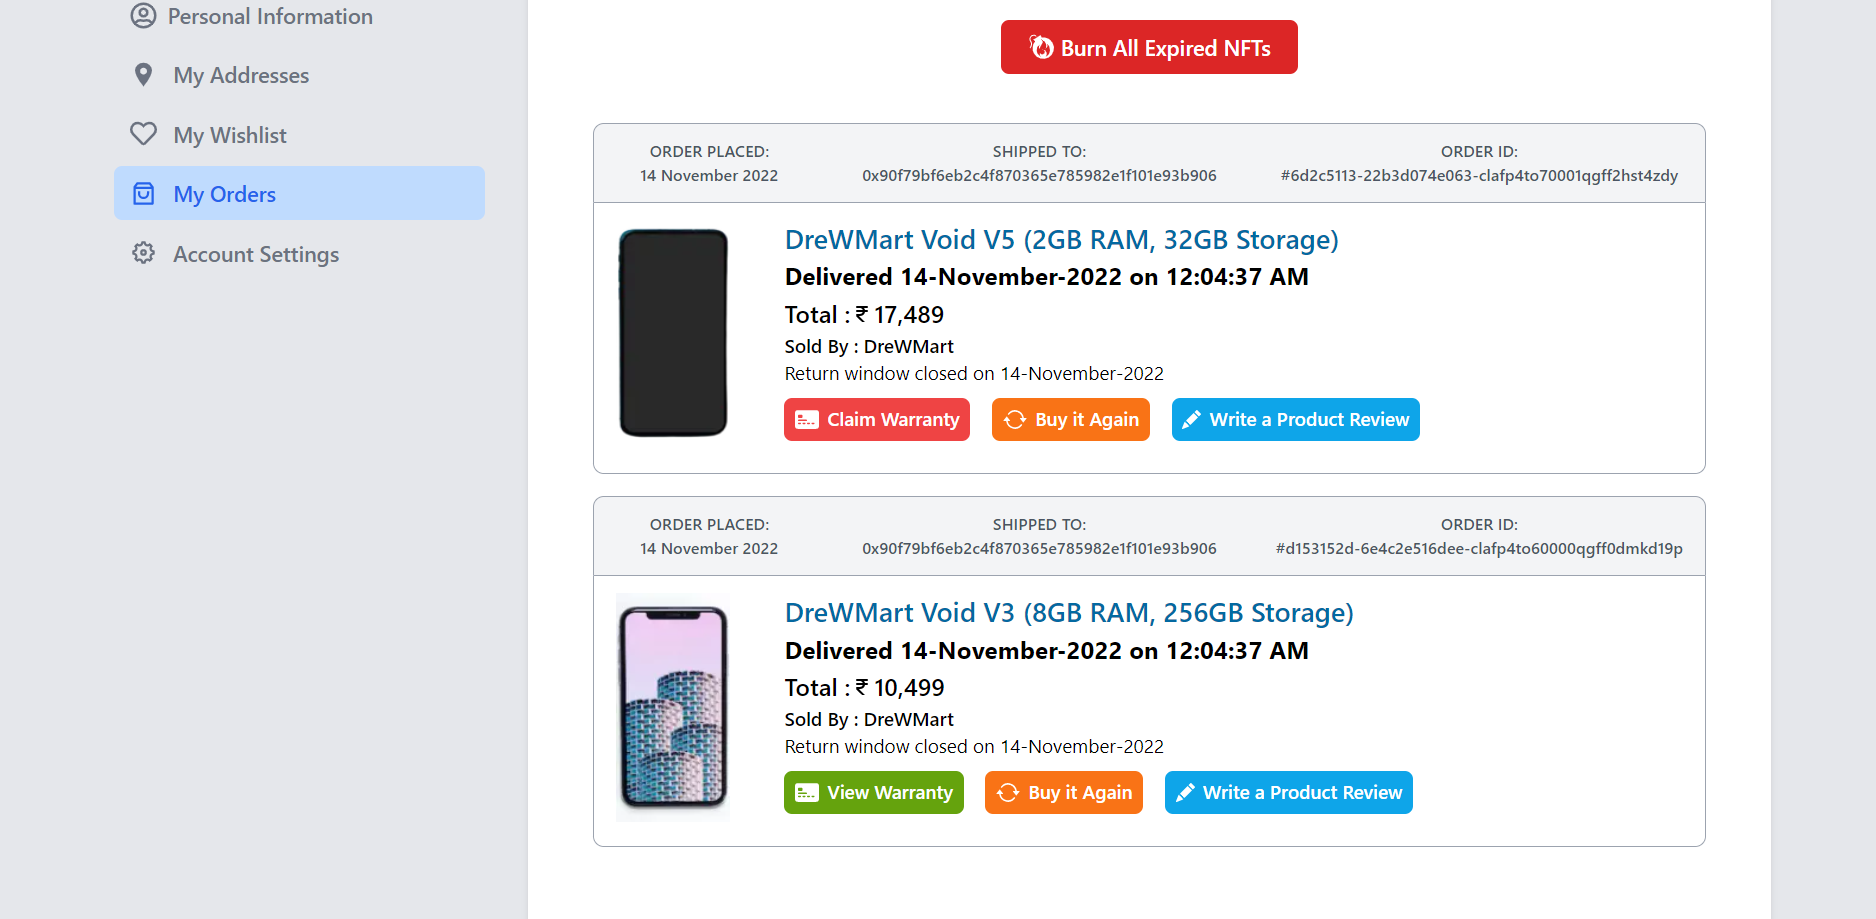 Personal Information
My Addresses
My Wishlist
My Orders
Account Settings
Burn All Expired NFTs
ORDER PLACED:
14 November 2022
SHIPPED TO:
0x90f79bf6eb2c4f870365e785982e1f101e93b906
ORDER ID:
#6d2c5113-22b3d074e063-clafp4to70001qgff2hst4zdy
DreWMart Void V5 (2GB RAM, 32GB Storage)
Delivered 14-November-2022 on 12:04:37 AM
Total : ₹ 17,489
Sold By : DreWMart
Return window closed on 14-November-2022
Claim Warranty
Buy it Again
Write a Product Review
ORDER PLACED:
14 November 2022
SHIPPED TO:
0x90f79bf6eb2c4f870365e785982e1f101e93b906
ORDER ID:
#d153152d-6e4c2e516dee-clafp4to60000qgff0dmkd19p
DreWMart Void V3 (8GB RAM, 256GB Storage)
Delivered 14-November-2022 on 12:04:37 AM
Total : ₹ 10,499
Sold By : DreWMart
Return window closed on 14-November-2022
View Warranty
Buy it Again
Write a Product Review